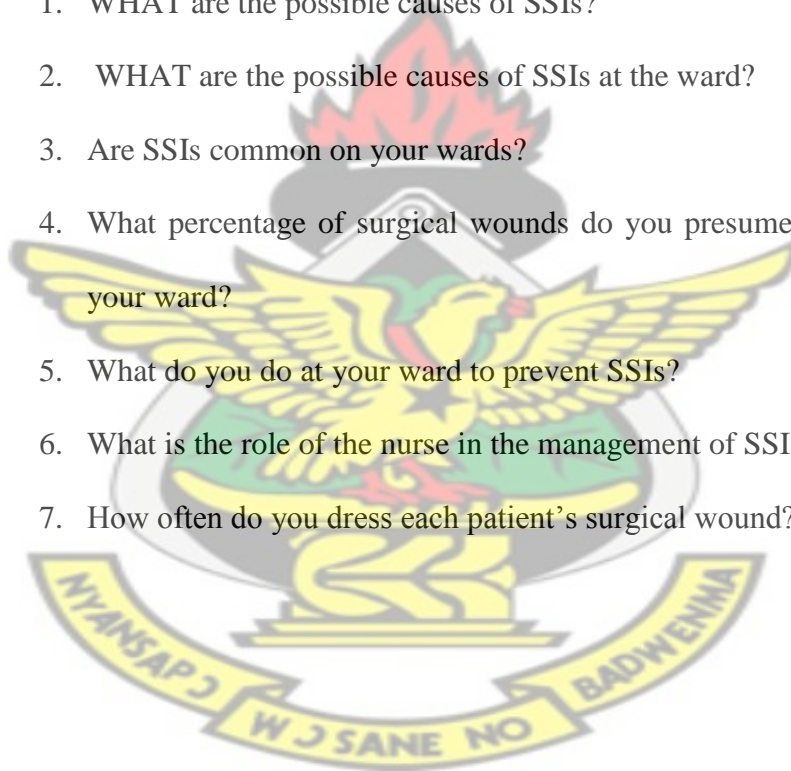 1. WHAT are the possible causes of SSIs?
2. WHAT are the possible causes of SSIs at the ward?
3. Are SSIs common on your wards?
4. What percentage of surgical wounds do you presume
your ward?
5. What do you do at your ward to prevent SSIs?
6. What is the role of the nurse in the management of SSI
7. How often do you dress each patient’s surgical wound?
NYANSAPƆ WƆSANE NO BADWENMA